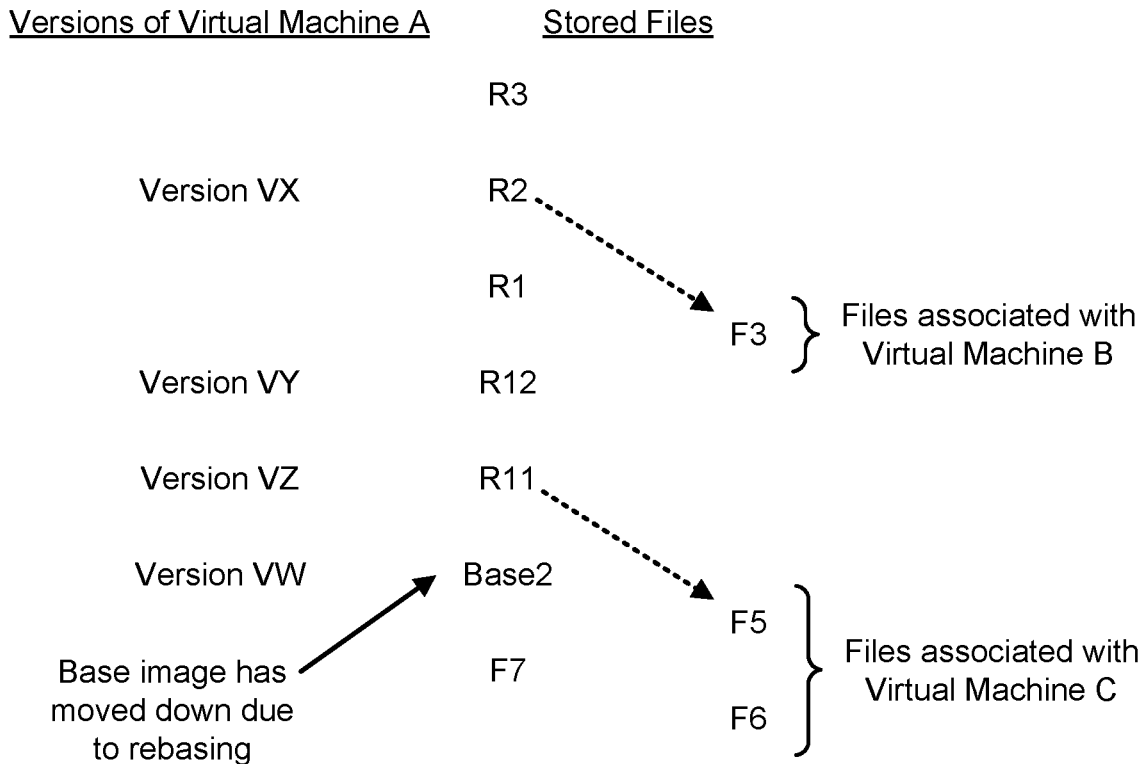 Versions of Virtual Machine A
Stored Files
R3
Version VX
R2
R1
F3
Files associated with
Virtual Machine B
Version VY
R12
Version VZ
R11
Version VW
Base2
F5
Base image has
moved down due
to rebasing
F7
F6
Files associated with
Virtual Machine C